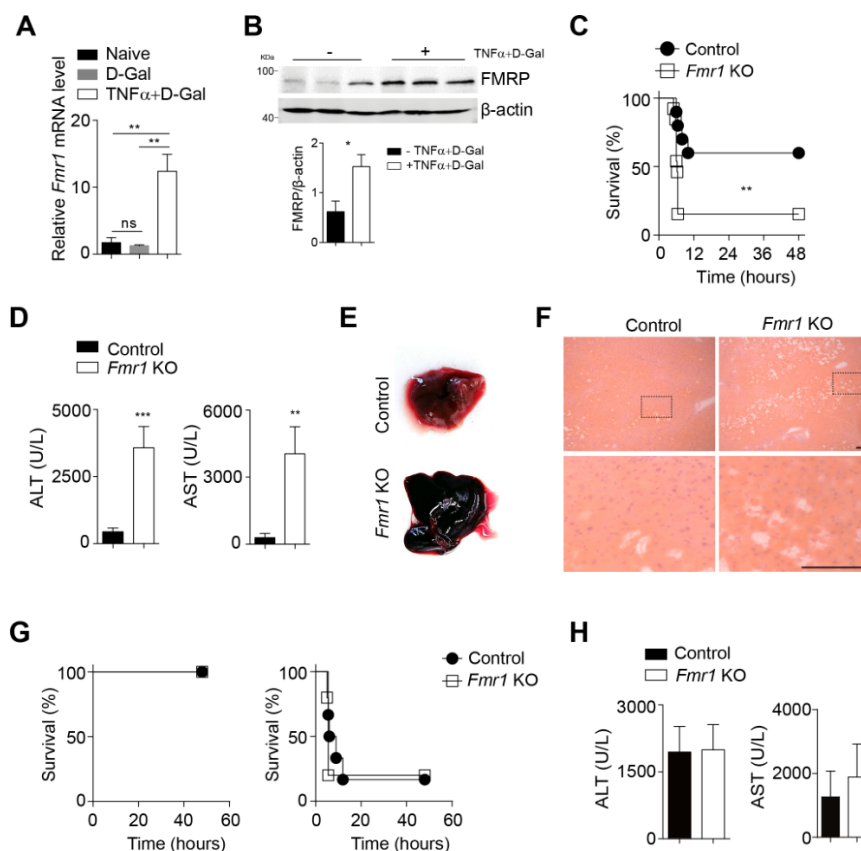 A
Naive
D-Gal
TNFα+D-Gal
Relative Fmr1 mRNA level
20
15
10
5
0
**
**
ns
B
KDa
-
+
TNFα+D-Gal
100
FMRP
40
β-actin
FMRP/β-actin
2
1
0
*
- TNFα+D-Gal
+TNFα+D-Gal
C
Control
Fmr1 KO
Survival (%)
100
50
0
**
0 12 24 36 48
Time (hours)
D
Control
Fmr1 KO
ALT (U/L)
5000
2500
0
***
AST (U/L)
6000
3000
0
**
E
Control
Fmr1 KO
F
Control
Fmr1 KO
G
Survival (%)
100
50
0
0 20 40 60
Time (hours)
Survival (%)
100
50
0
0 20 40 60
Time (hours)
Control
Fmr1 KO
H
Control
Fmr1 KO
ALT (U/L)
3000
1500
0
AST (U/L)
4000
2000
0